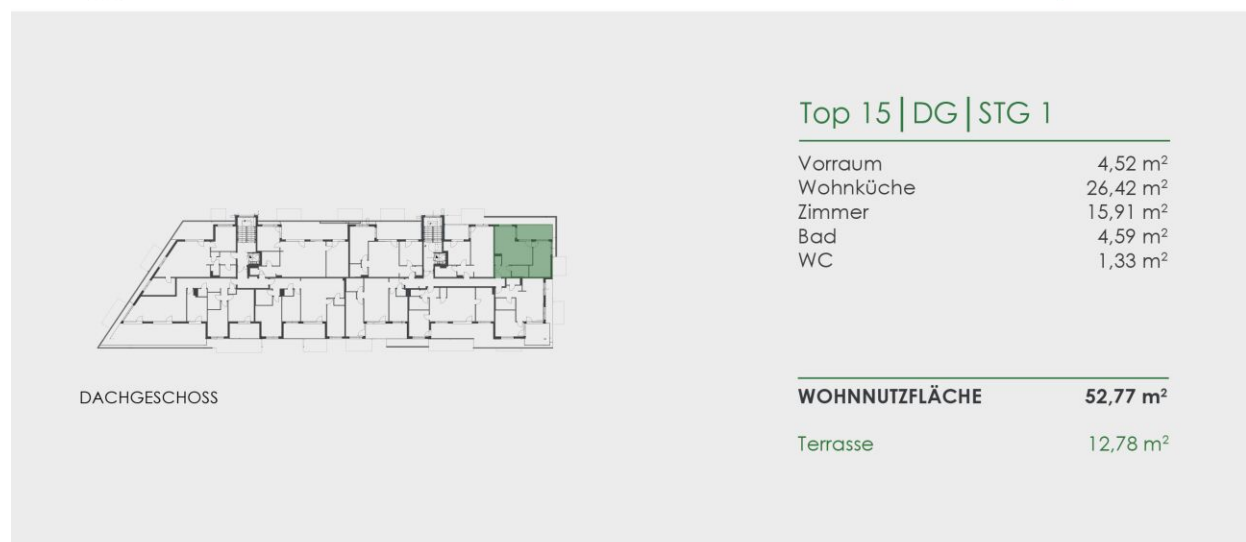 Top 15|DG|STG 1
Vorraum 4,52 m²
Wohnküche 26,42 m²
Zimmer 15,91 m²
Bad 4,59 m²
WC 1,33 m²
DACHGESCHOSS
WOHNNUTZFLÄCHE 52,77 m²
Terrasse 12,78 m²